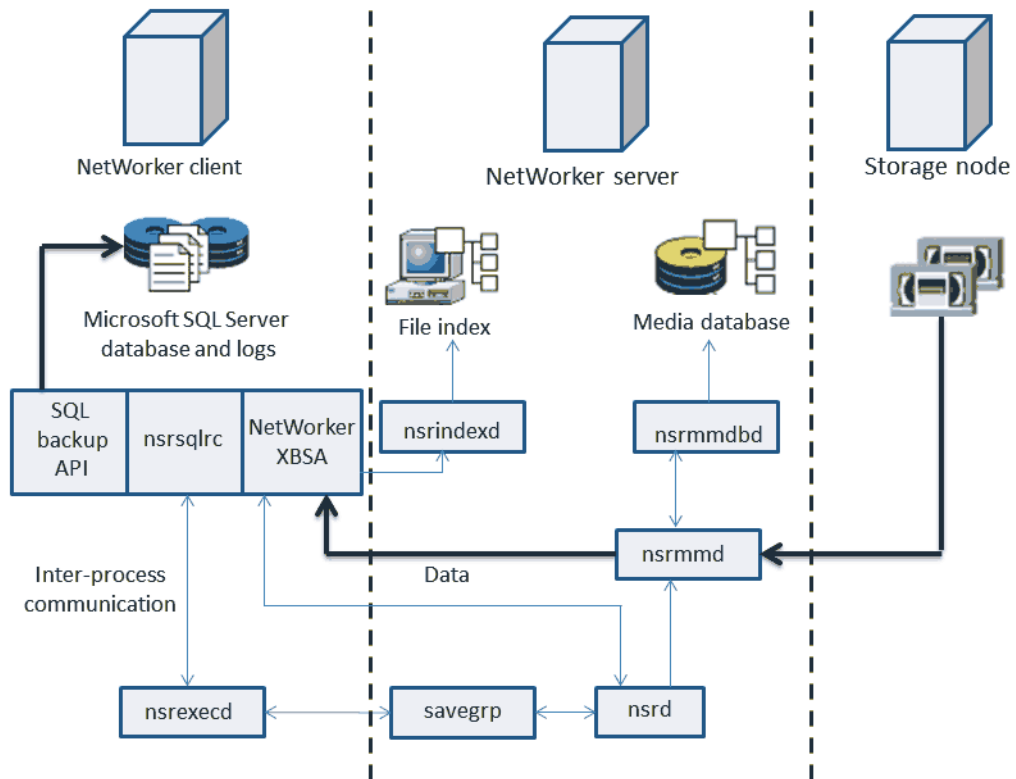 NetWorker client
NetWorker server
Storage node
Microsoft SQL Server
database and logs
File index
Media database
SQL
backup
API
nsrsqlrc
NetWorker
XBSA
nsrindexd
nsrmmdbd
nsrmmd
Inter-process
communication
Data
nsrexecd
savegrp
nsrd